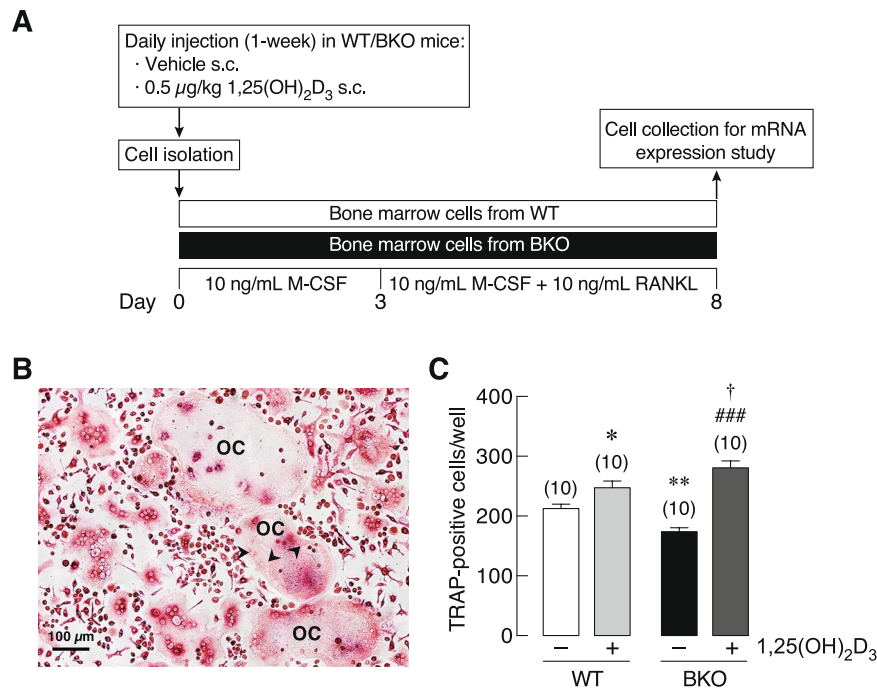 A
Daily injection (1-week) in WT/BKO mice:
· Vehicle s.c.
· 0.5 µg/kg 1,25(OH)₂D₃ s.c.
Cell isolation
Cell collection for mRNA
expression study
Bone marrow cells from WT
Bone marrow cells from BKO
10 ng/mL M-CSF
10 ng/mL M-CSF + 10 ng/mL RANKL
Day 0 3 8
B
OC
OC
OC
100 µm
C
TRAP-positive cells/well
400
300
200
100
0
(10)
*
(10)
**
(10)
†
###
(10)
− + − + 1,25(OH)₂D₃
WT BKO